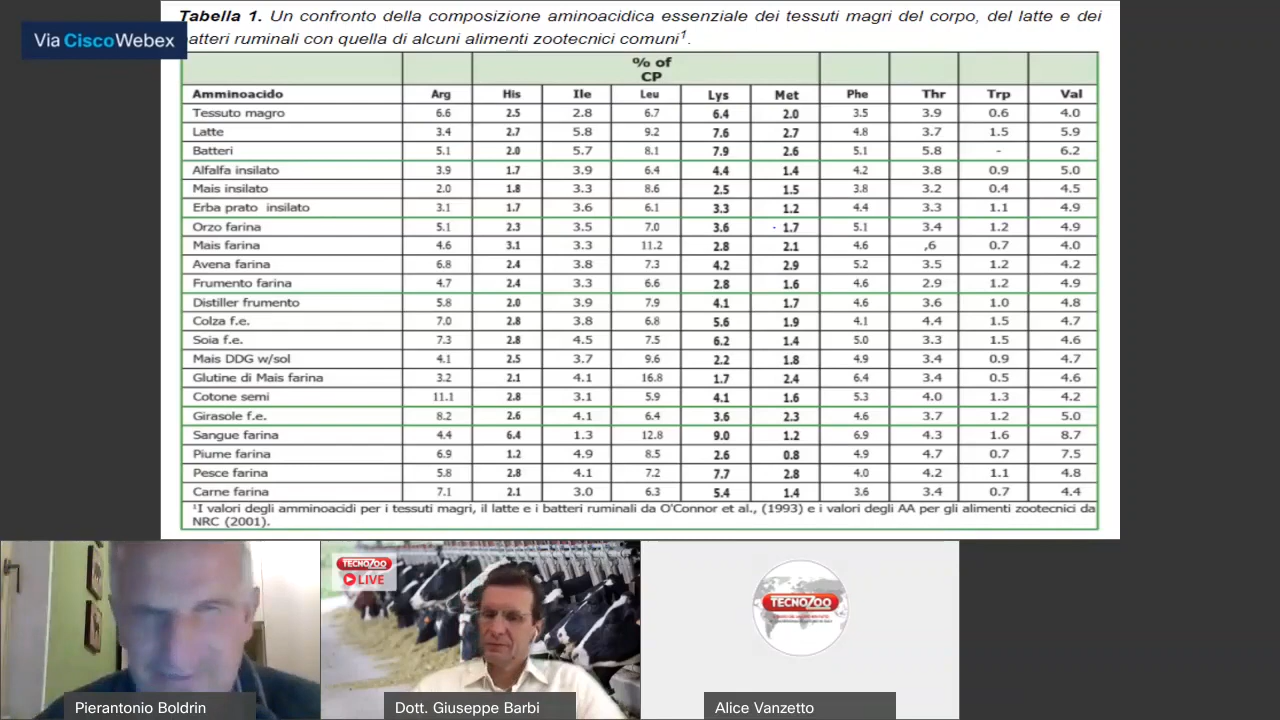 Tabella 1. Un confronto della composizione aminoacidica essenziale dei tessuti magri del corpo, del latte e dei
Via Cisco Webex
atteri ruminali con quella di alcuni alimenti zootecnici comuni¹.
% of
CP
Amminoacido Arg His Ile Leu Lys Met Phe Thr Trp Val
Tessuto magro 6.6 2.5 2.8 6.7 6.4 2.0 3.5 3.9 0.6 4.0
Latte 3.4 2.7 5.8 9.2 7.6 2.7 4.8 3.7 1.5 5.9
Batteri 5.1 2.0 5.7 8.1 7.9 2.6 5.1 5.8 - 6.2
Alfalfa insilato 3.9 1.7 3.9 6.4 4.4 1.4 4.2 3.8 0.9 5.0
Mais insilato 2.0 1.8 3.3 8.6 2.5 1.5 3.8 3.2 0.4 4.5
Erba prato insilato 3.1 1.7 3.6 6.1 3.3 1.2 4.4 3.3 1.1 4.9
Orzo farina 5.1 2.3 3.5 7.0 3.6 1.7 5.1 3.4 1.2 4.9
Mais farina 4.6 3.1 3.3 11.2 2.8 2.1 4.6 ,6 0.7 4.0
Avena farina 6.8 2.4 3.8 7.3 4.2 2.9 5.2 3.5 1.2 4.2
Frumento farina 4.7 2.4 3.3 6.6 2.8 1.6 4.6 2.9 1.2 4.9
Distiller frumento 5.8 2.0 3.9 7.9 4.1 1.7 4.6 3.6 1.0 4.8
Colza f.e. 7.0 2.8 3.8 6.8 5.6 1.9 4.1 4.4 1.5 4.7
Soia f.e. 7.3 2.8 4.5 7.5 6.2 1.4 5.0 3.3 1.5 4.6
Mais DDG w/sol 4.1 2.5 3.7 9.6 2.2 1.8 4.9 3.4 0.9 4.7
Glutine di Mais farina 3.2 2.1 4.1 16.8 1.7 2.4 6.4 3.4 0.5 4.6
Cotone semi 11.1 2.8 3.1 5.9 4.1 1.6 5.3 4.0 1.3 4.2
Girasole f.e. 8.2 2.6 4.1 6.4 3.6 2.3 4.6 3.7 1.2 5.0
Sangue farina 4.4 6.4 1.3 12.8 9.0 1.2 6.9 4.3 1.6 8.7
Piume farina 6.9 1.2 4.9 8.5 2.6 0.8 4.9 4.7 0.7 7.5
Pesce farina 5.8 2.8 4.1 7.2 7.7 2.8 4.0 4.2 1.1 4.8
Carne farina 7.1 2.1 3.0 6.3 5.4 1.4 3.6 3.4 0.7 4.4
¹I valori degli amminoacidi per i tessuti magri, il latte e i batteri ruminali da O'Connor et al., (1993) e i valori degli AA per gli alimenti zootecnici da
NRC (2001).
TECNOZOO
LIVE
TECNOZOO
Pierantonio Boldrin
Dott. Giuseppe Barbi
Alice Vanzetto